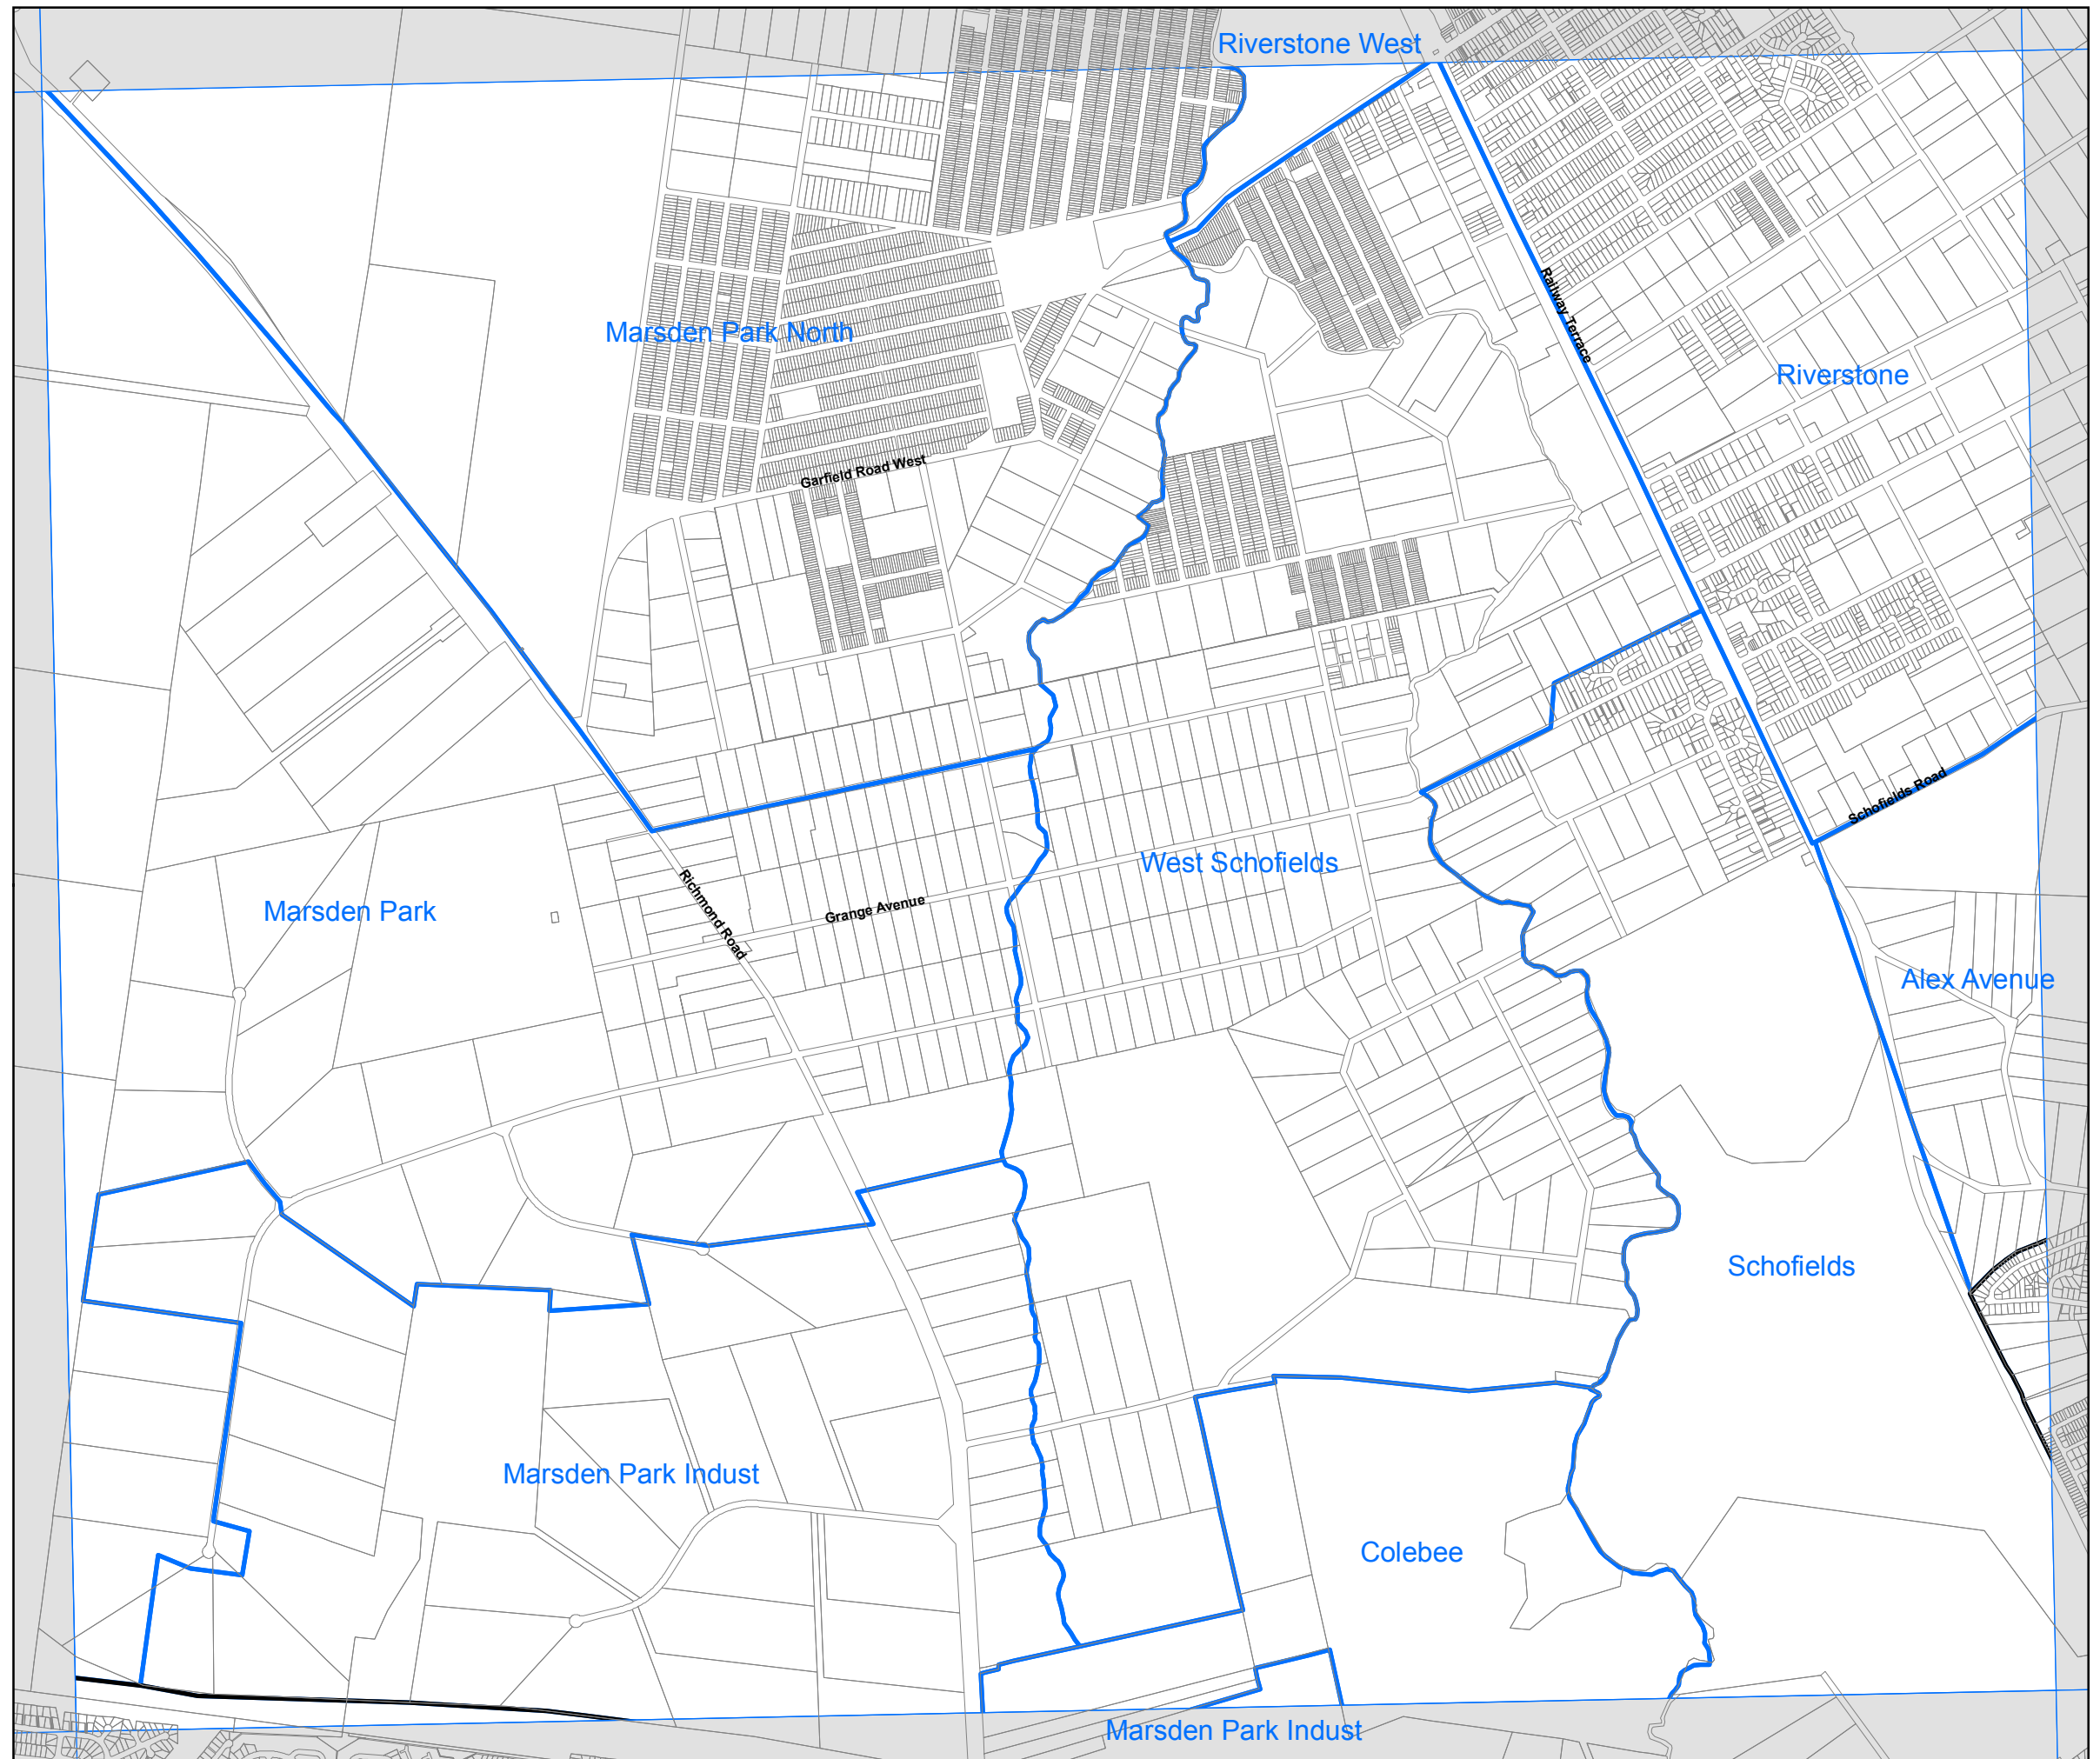 Riverstone West
Railway Terrace
Marsden Park North
Riverstone
Garfield Road West
Schofields Road
West Schofields
Richmond Road
Grange Avenue
Marsden Park
Alex Avenue
Schofields
Marsden Park Indust
Colebee
Marsden Park Indust